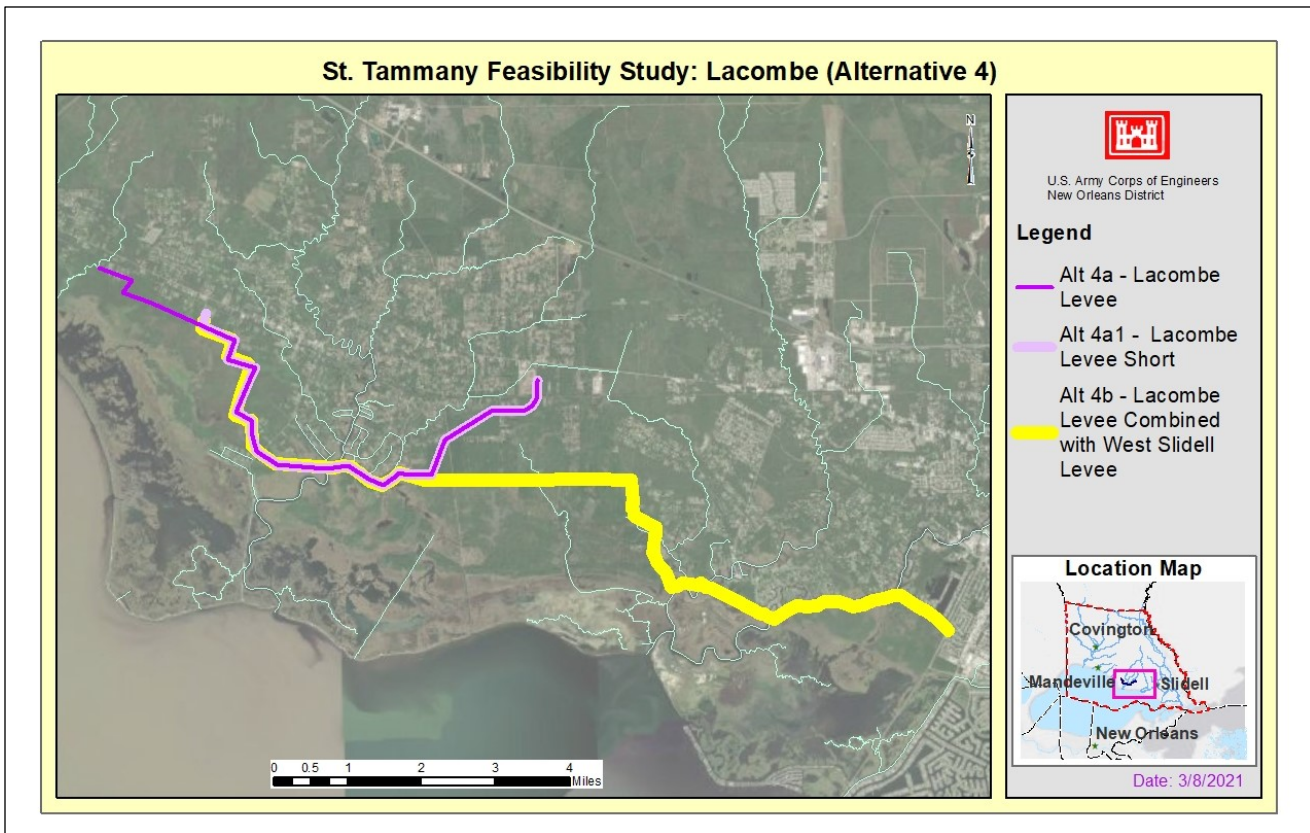 St. Tammany Feasibility Study: Lacombe (Alternative 4)
N
0 0.5 1 2 3 4
Miles
U.S. Army Corps of Engineers
New Orleans District
Legend
Alt 4a - Lacombe
Levee
Alt 4a1 - Lacombe
Levee Short
Alt 4b - Lacombe
Levee Combined
with West Slidell
Levee
Location Map
Covington
Mandeville
Slidell
New Orleans
Date: 3/8/2021